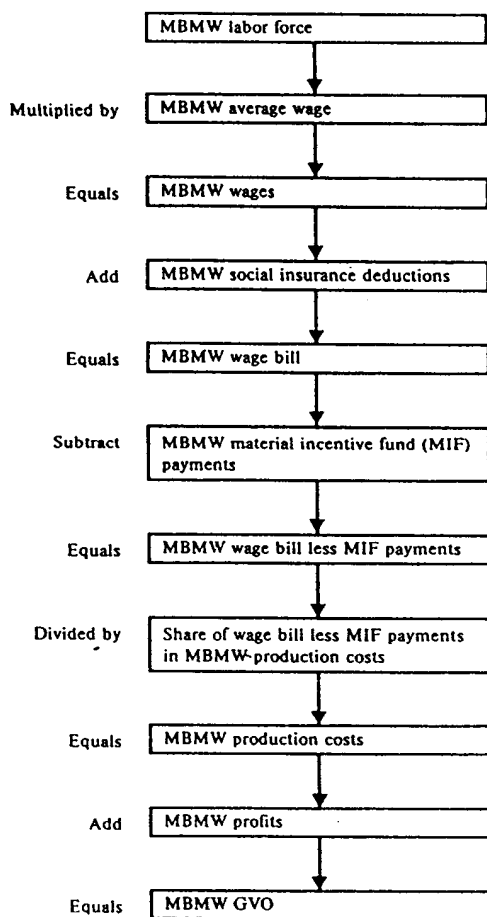 MBMW labor force
Multiplied by MBMW average wage
Equals MBMW wages
Add MBMW social insurance deductions
Equals MBMW wage bill
Subtract MBMW material incentive fund (MIF)
payments
Equals MBMW wage bill less MIF payments
Divided by Share of wage bill less MIF payments
in MBMW production costs
Equals MBMW production costs
Add MBMW profits
Equals MBMW GVO